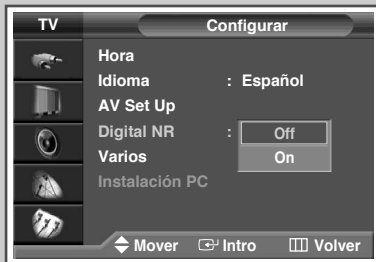 TV Configurar
Hora
Idioma : Español
AV Set Up
Digital NR : Off
On
Varios
Instalación PC
Mover Intro Volver